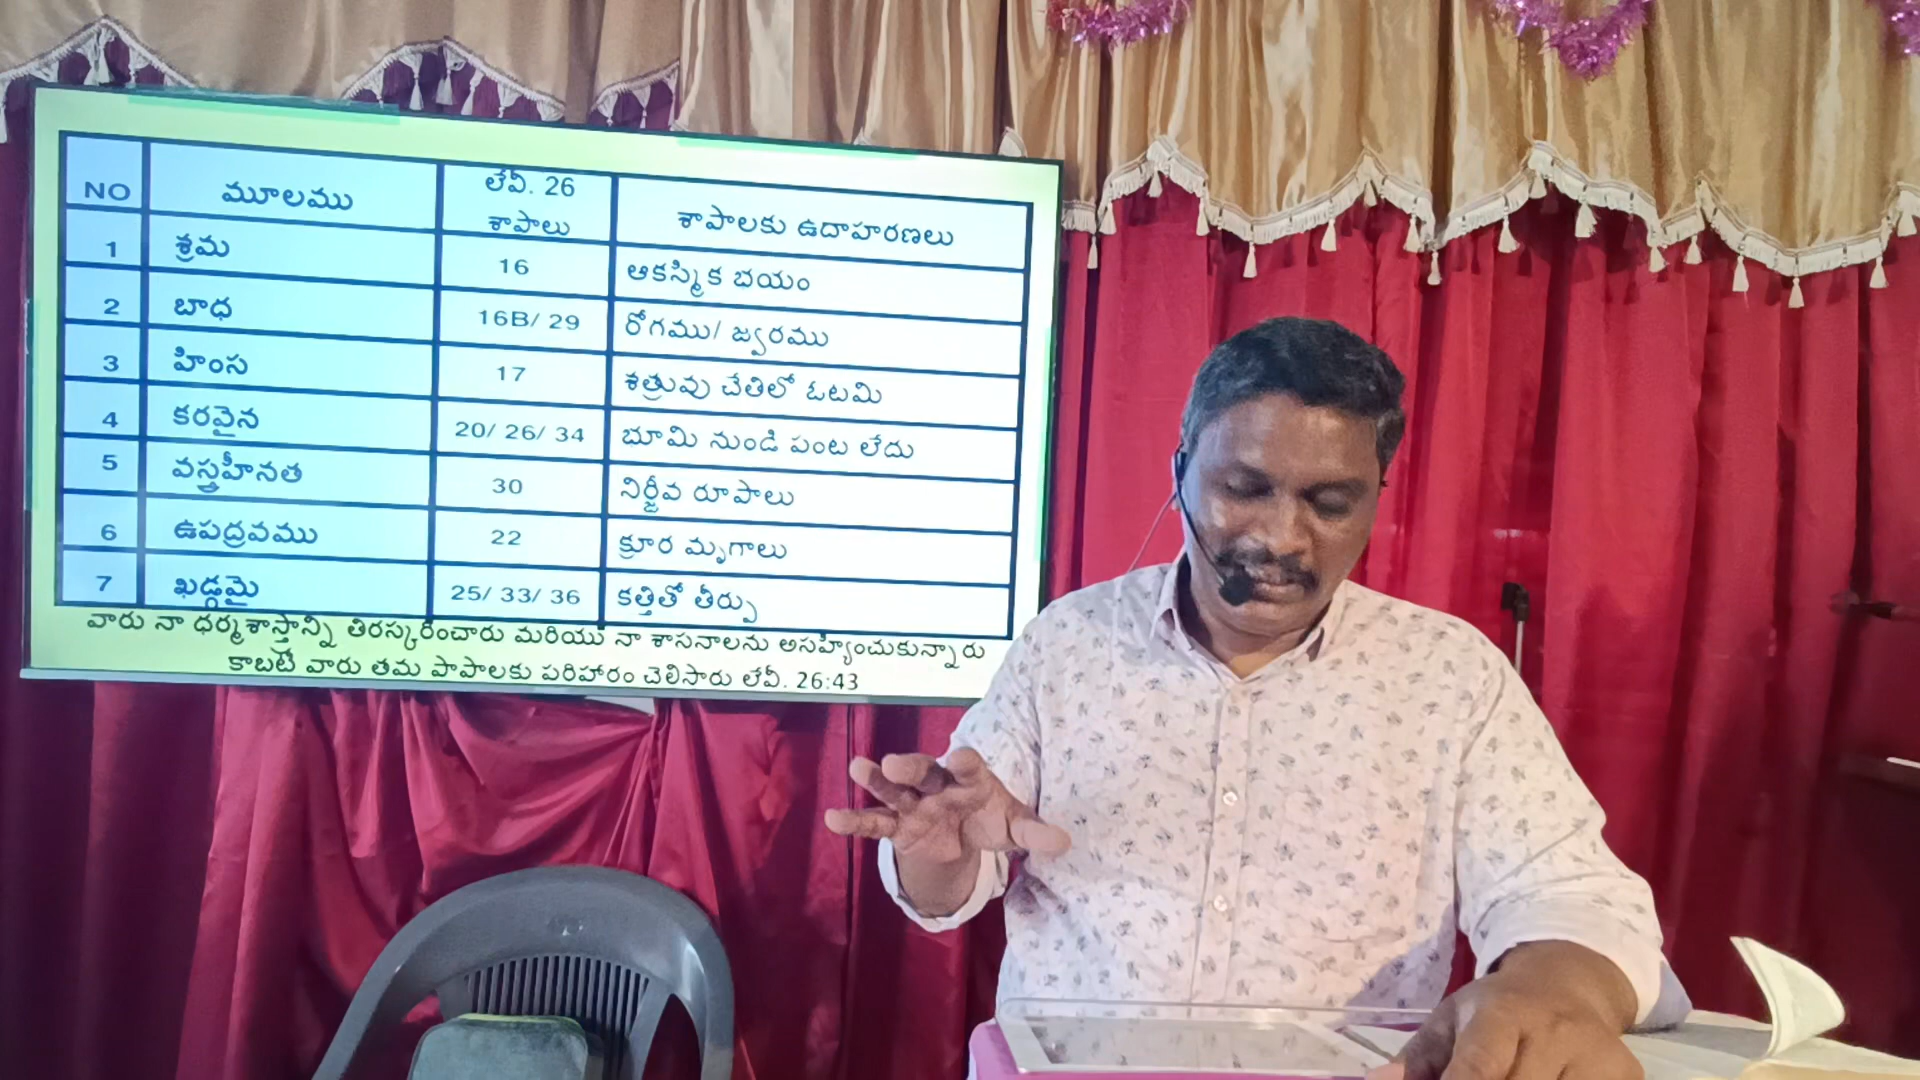 NO మూలము లేవీ. 26 శాపాలు శాపాలకు ఉదాహరణలు
1 శ్రమ 16 ఆకస్మిక భయం
2 బాధ 16B/ 29 రోగము/ జ్వరము
3 హింస 17 శత్రువు చేతిలో ఓటమి
4 కరవైన 20/ 26/ 34 భూమి నుండి పంట లేదు
5 వస్త్రహీనత 30 నిర్జీవ రూపాలు
6 ఉపద్రవము 22 క్రూర మృగాలు
7 ఖడ్గమై 25/ 33/ 36 కత్తితో తీర్పు
వారు నా ధర్మశాస్త్రాన్ని తిరస్కరించారు మరియు నా శాసనాలను అసహ్యించుకున్నారు
కాబట్టి వారు తమ పాపాలకు పరిహారం చెలిసారు లేవీ. 26:43